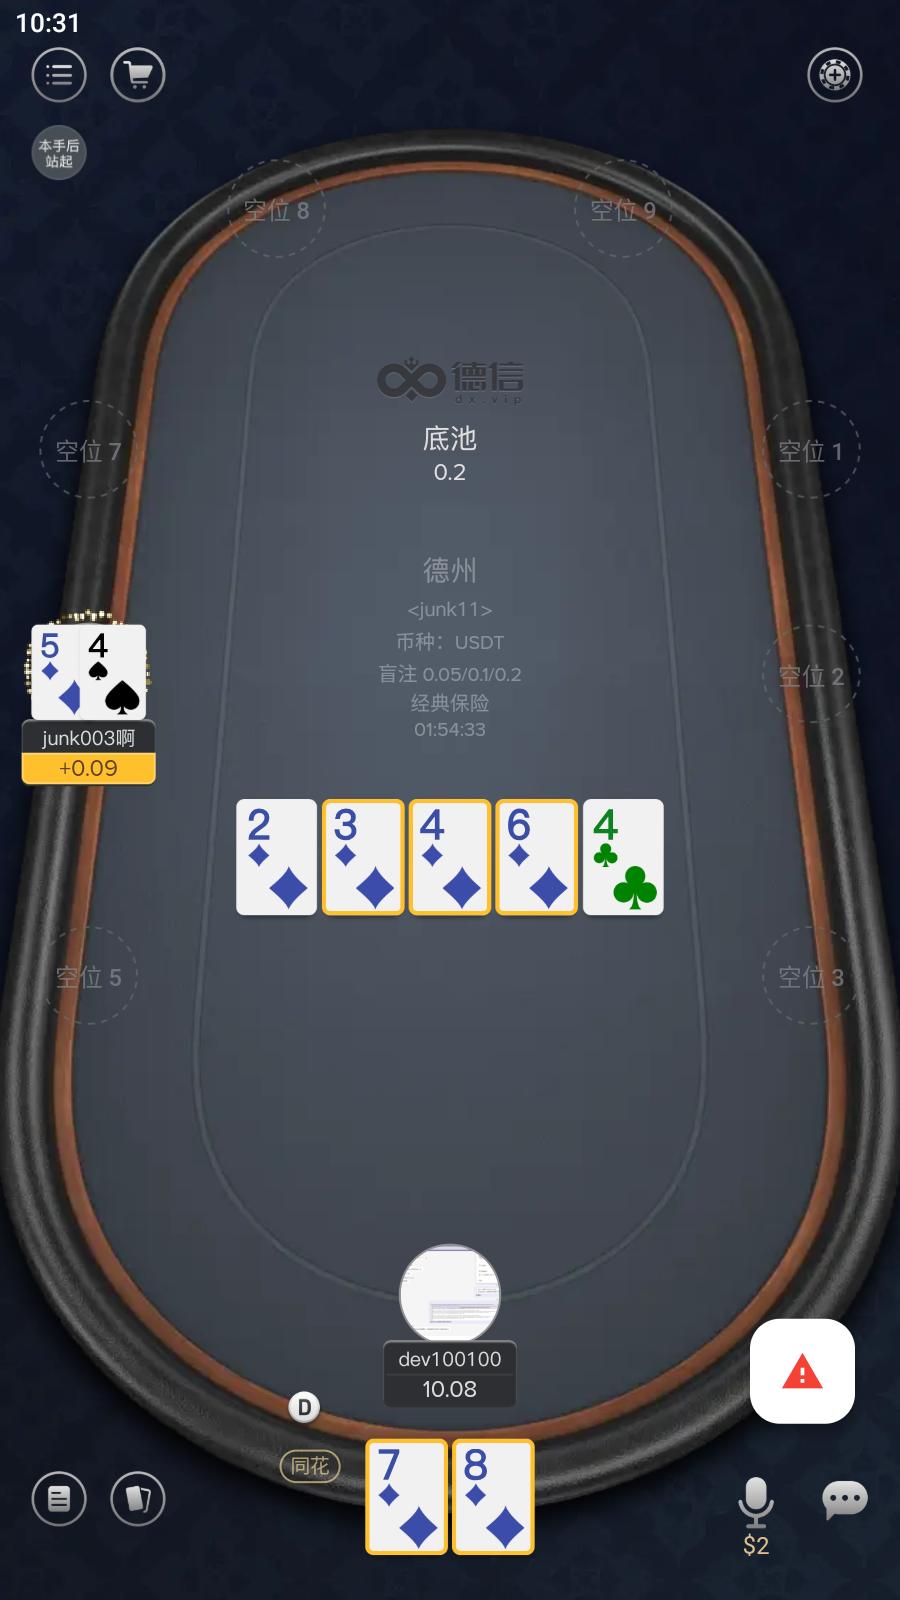 10:31
本手后
站起
空位 8
空位 9
德信
dx.vip
底池
0.2
空位 7
空位 1
德州
<junk11>
币种：USDT
盲注 0.05/0.1/0.2
经典保险
01:54:33
空位 2
5
4
junk003啊
+0.09
2
3
4
6
4
空位 5
空位 3
dev100100
10.08
D
同花
7
8
$2